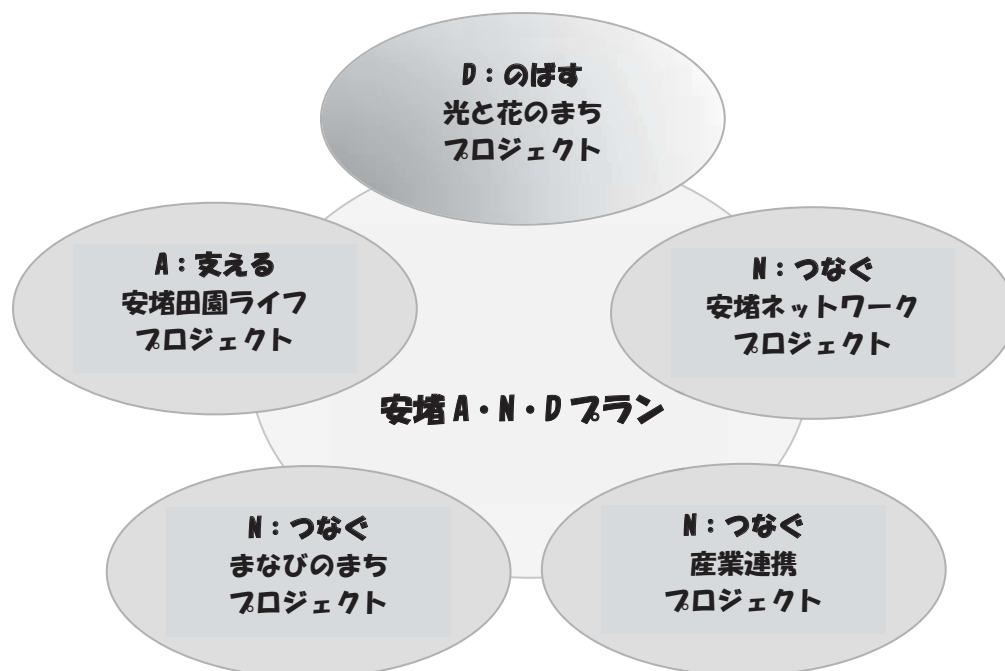 D：のばす
光と花のまち
プロジェクト
A：支える
安堵田園ライフ
プロジェクト
N：つなぐ
安堵ネットワーク
プロジェクト
安堵A・N・Dプラン
N：つなぐ
まなびのまち
プロジェクト
N：つなぐ
産業連携
プロジェクト